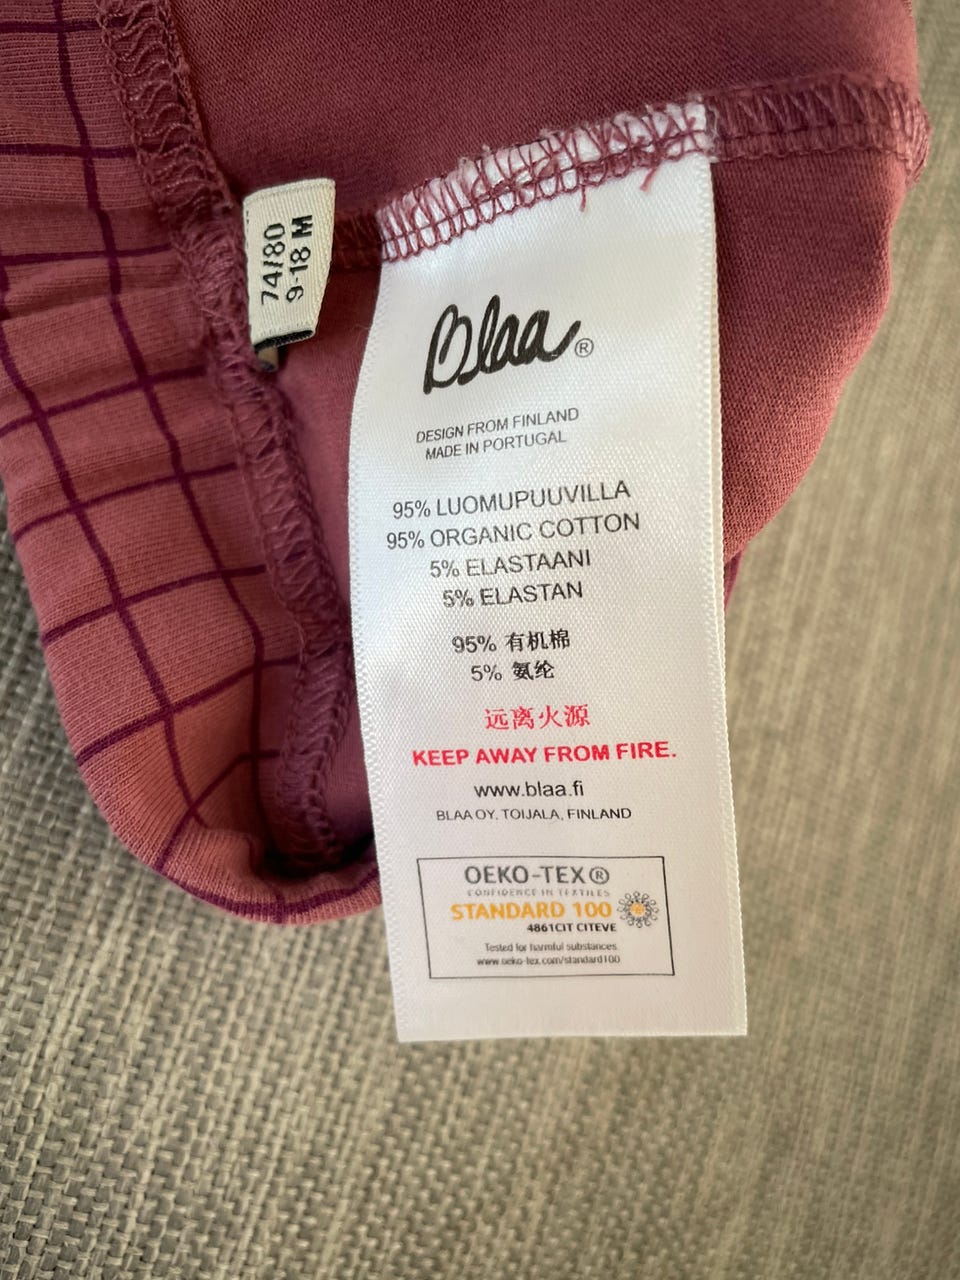 74/80
9-18 M
Blaa®
DESIGN FROM FINLAND
MADE IN PORTUGAL
95% LUOMUPUUVILLA
95% ORGANIC COTTON
5% ELASTAANI
5% ELASTAN
95% 有机棉
5% 氨纶
远离火源
KEEP AWAY FROM FIRE.
www.blaa.fi
BLAA OY, TOIJALA, FINLAND
OEKO-TEX®
CONFIDENCE IN TEXTILES
STANDARD 100
4861CIT CITEVE
Tested for harmful substances
www.oeko-tex.com/standard100